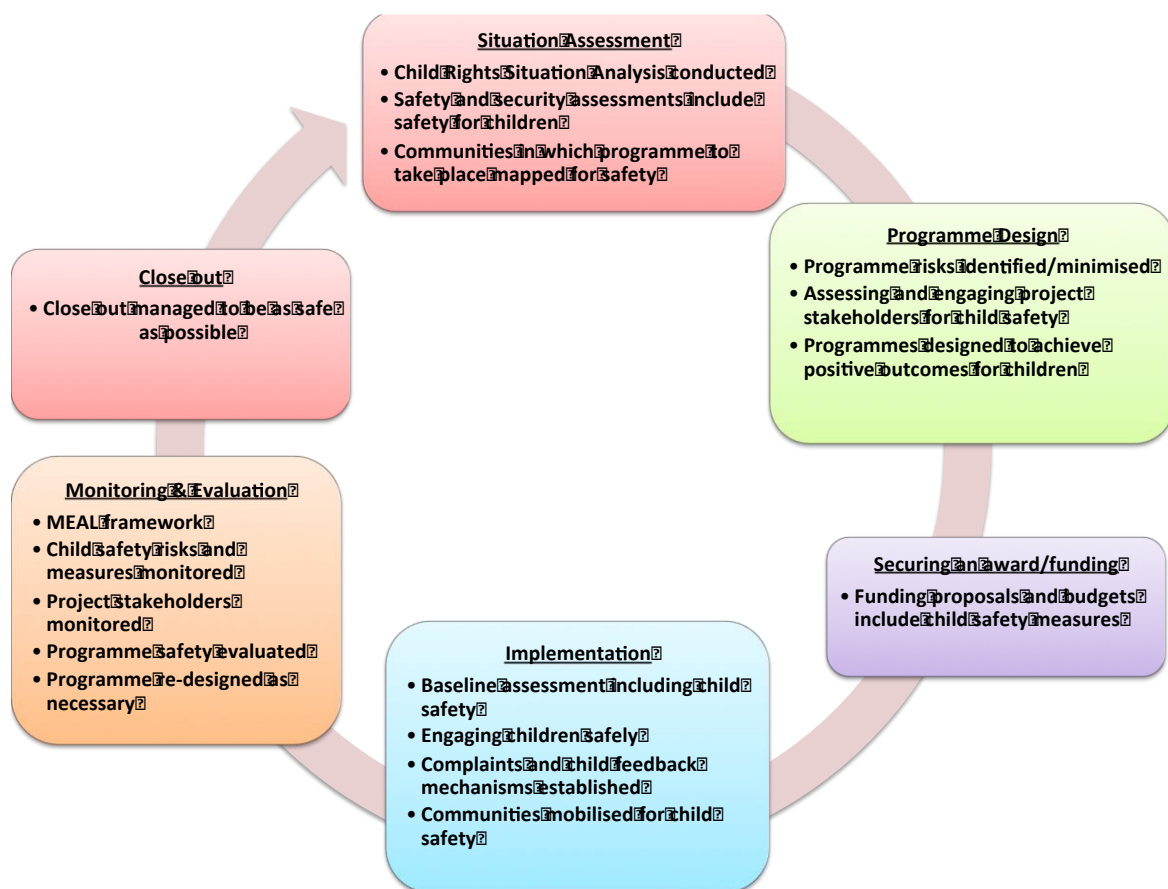 Situation Assessment
• Child Rights Situation Analysis conducted
• Safety and security assessments include
safety for children
• Communities in which programme to
take place mapped for safety
Programme Design
• Programme risks identified/minimised
• Assessing and engaging project
stakeholders for child safety
• Programmes designed to achieve
positive outcomes for children
Securing an award/funding
• Funding proposals and budgets
include child safety measures
Implementation
• Baseline assessment including child
safety
• Engaging children safely
• Complaints and child feedback
mechanisms established
• Communities mobilised for child
safety
Monitoring & Evaluation
• MEAL framework
• Child safety risks and
measures monitored
• Project stakeholders
monitored
• Programme safety evaluated
• Programme re-designed as
necessary
Close out
• Close out managed to be as safe
as possible